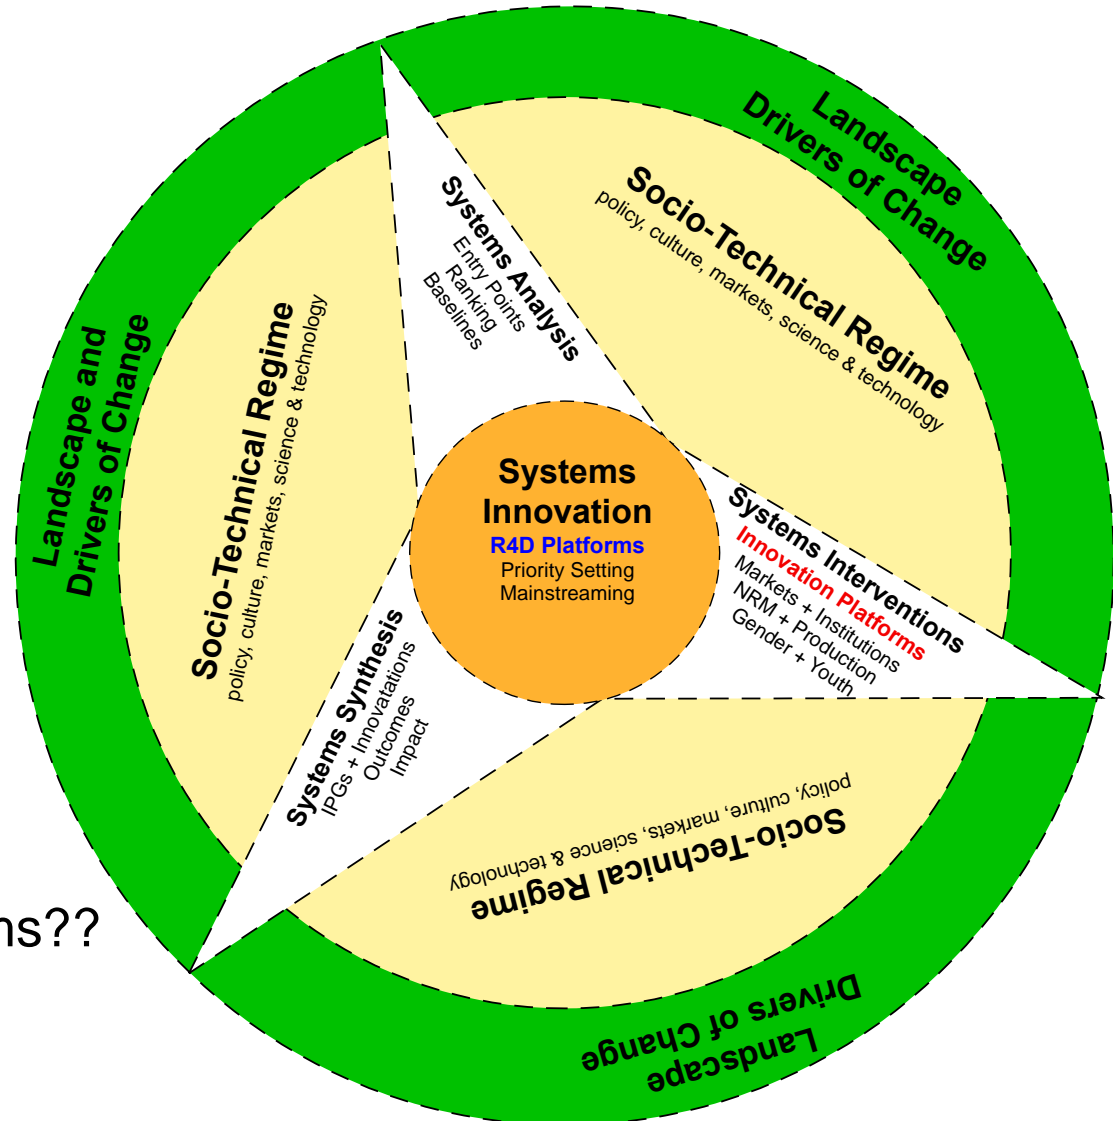 Landscape
Drivers of Change
Socio-Technical Regime
policy, culture, markets, science & technology
Systems Analysis
Entry Points
Ranking
Baselines
Landscape and
Drivers of Change
Socio-Technical Regime
policy, culture, markets, science & technology
Systems
Innovation
R4D Platforms
Priority Setting
Mainstreaming
Systems Interventions
Innovation Platforms
Markets + Institutions
NRM + Production
Gender + Youth
Systems Synthesis
IPGs + Innovatations
Outcomes
Impact
Socio-Technical Regime
policy, culture, markets, science & technology
ns??
Landscape
Drivers of Change